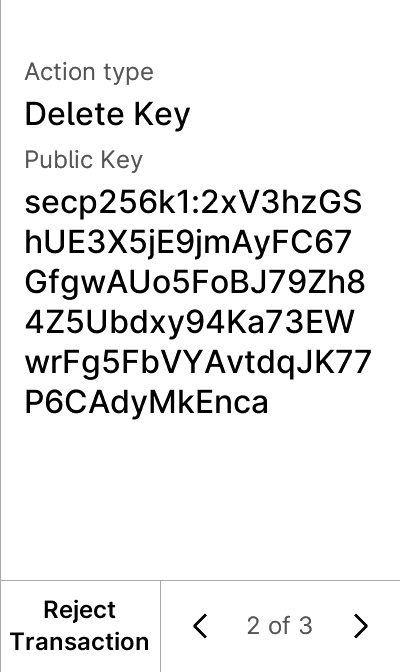 Action type
Delete Key
Public Key
secp256k1:2xV3hzGS
hUE3X5jE9jmAyFC67
GfgwAUo5FoBJ79Zh8
4Z5Ubdxy94Ka73EW
wrFg5FbVYAvtdqJK77
P6CAdyMkEnca
Reject
Transaction
2 of 3